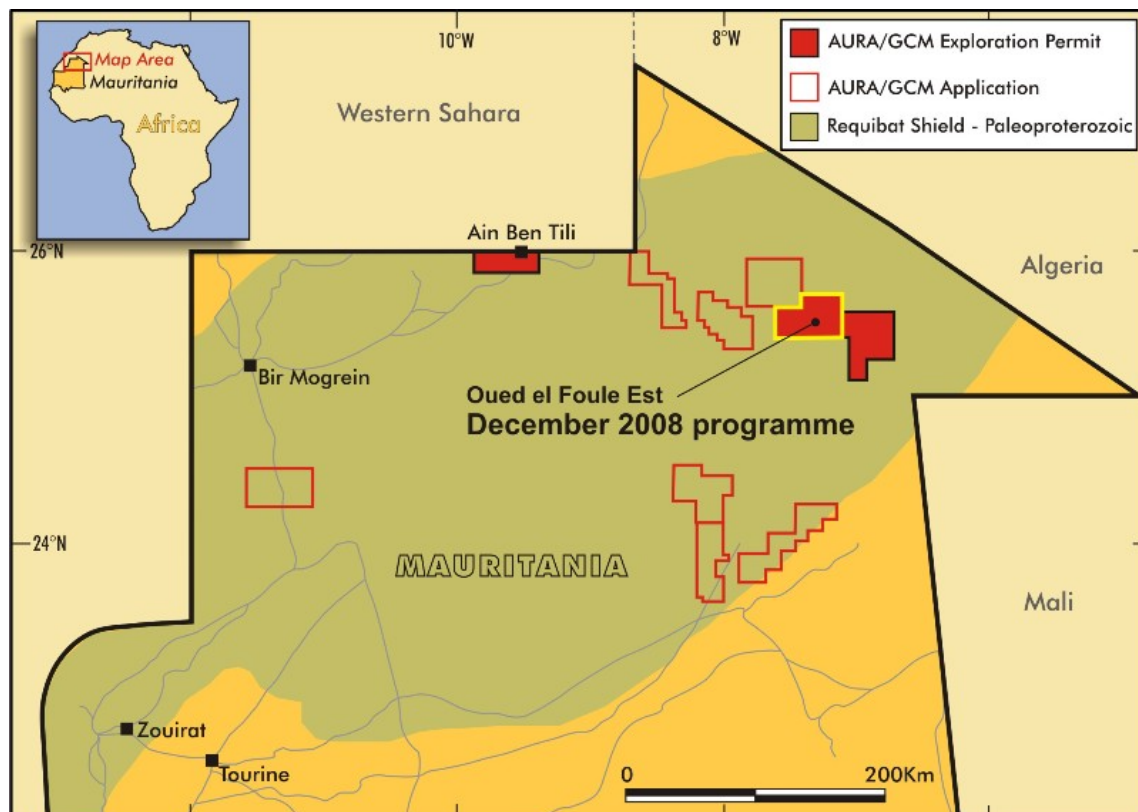 Map Area
Mauritania
Africa
10°W
8°W
AURA/GCM Exploration Permit
AURA/GCM Application
Requibat Shield - Paleoproterozoic
Western Sahara
Ain Ben Tili
26°N
Algeria
Bir Mogrein
Oued el Foule Est
December 2008 programme
24°N
MAURITANIA
Mali
Zouirat
Tourine
0
200Km